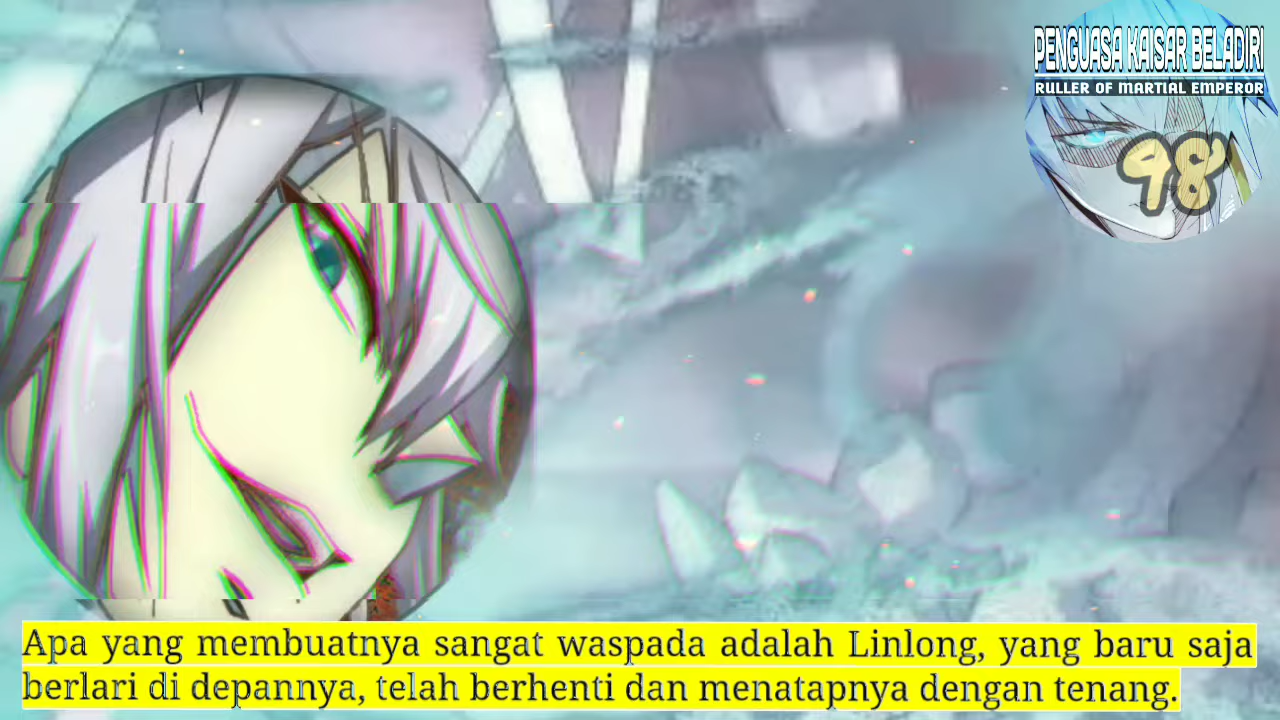 PENGUASA KAISAR BELADIRI
RULLER OF MARTIAL EMPEROR
98
Apa yang membuatnya sangat waspada adalah Linlong, yang baru saja
berlari di depannya, telah berhenti dan menatapnya dengan tenang.